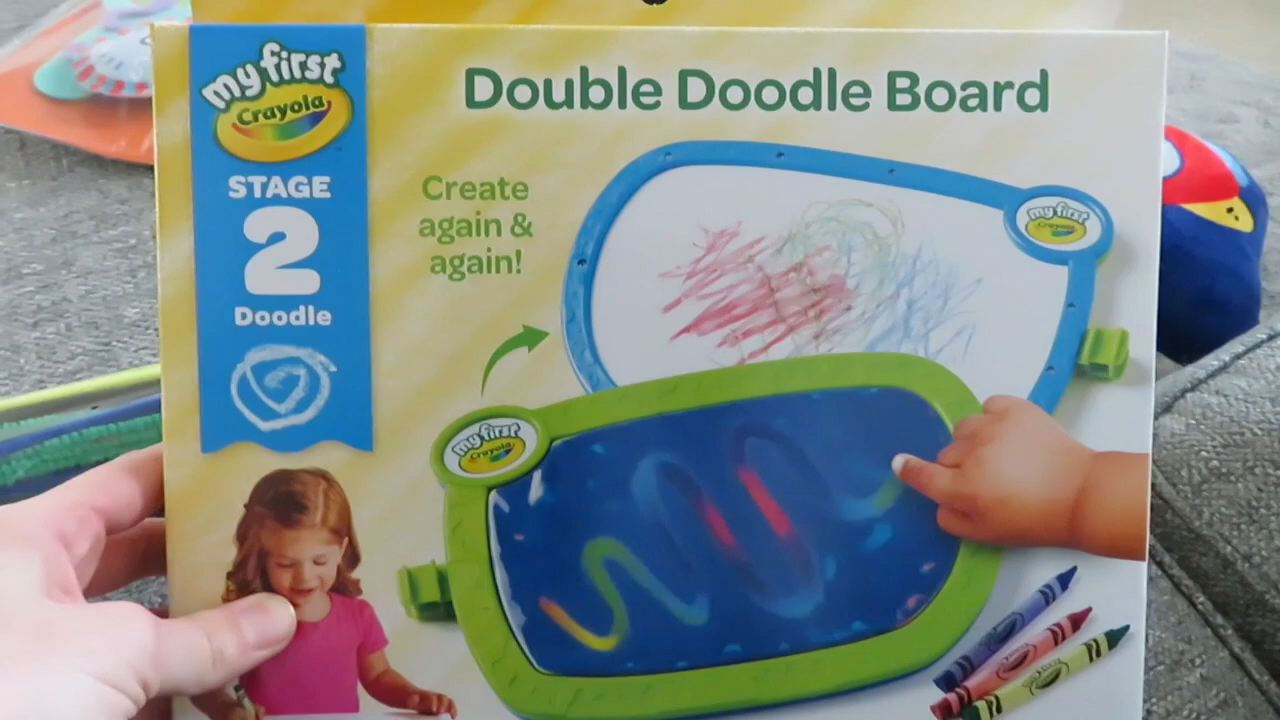 my first
Crayola
STAGE
2
Doodle
Double Doodle Board
Create
again &
again!
my first
Crayola
my first
Crayola